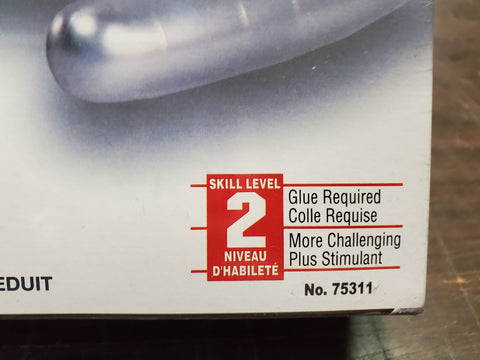 SKILL LEVEL
2
NIVEAU
D'HABILETÉ
Glue Required
Colle Requise
More Challenging
Plus Stimulant
EDUIT
No. 75311